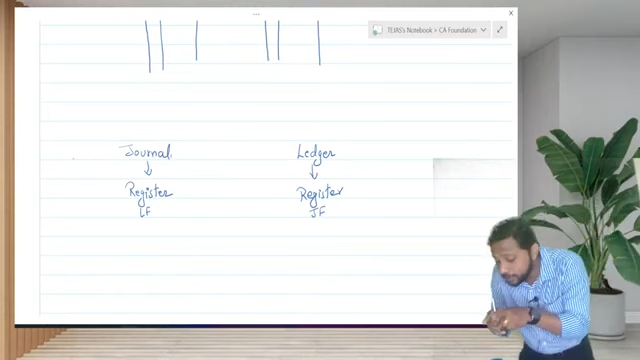 TEJAS's Notebook > CA Foundation
Journal Ledger
Register Register
LF JF